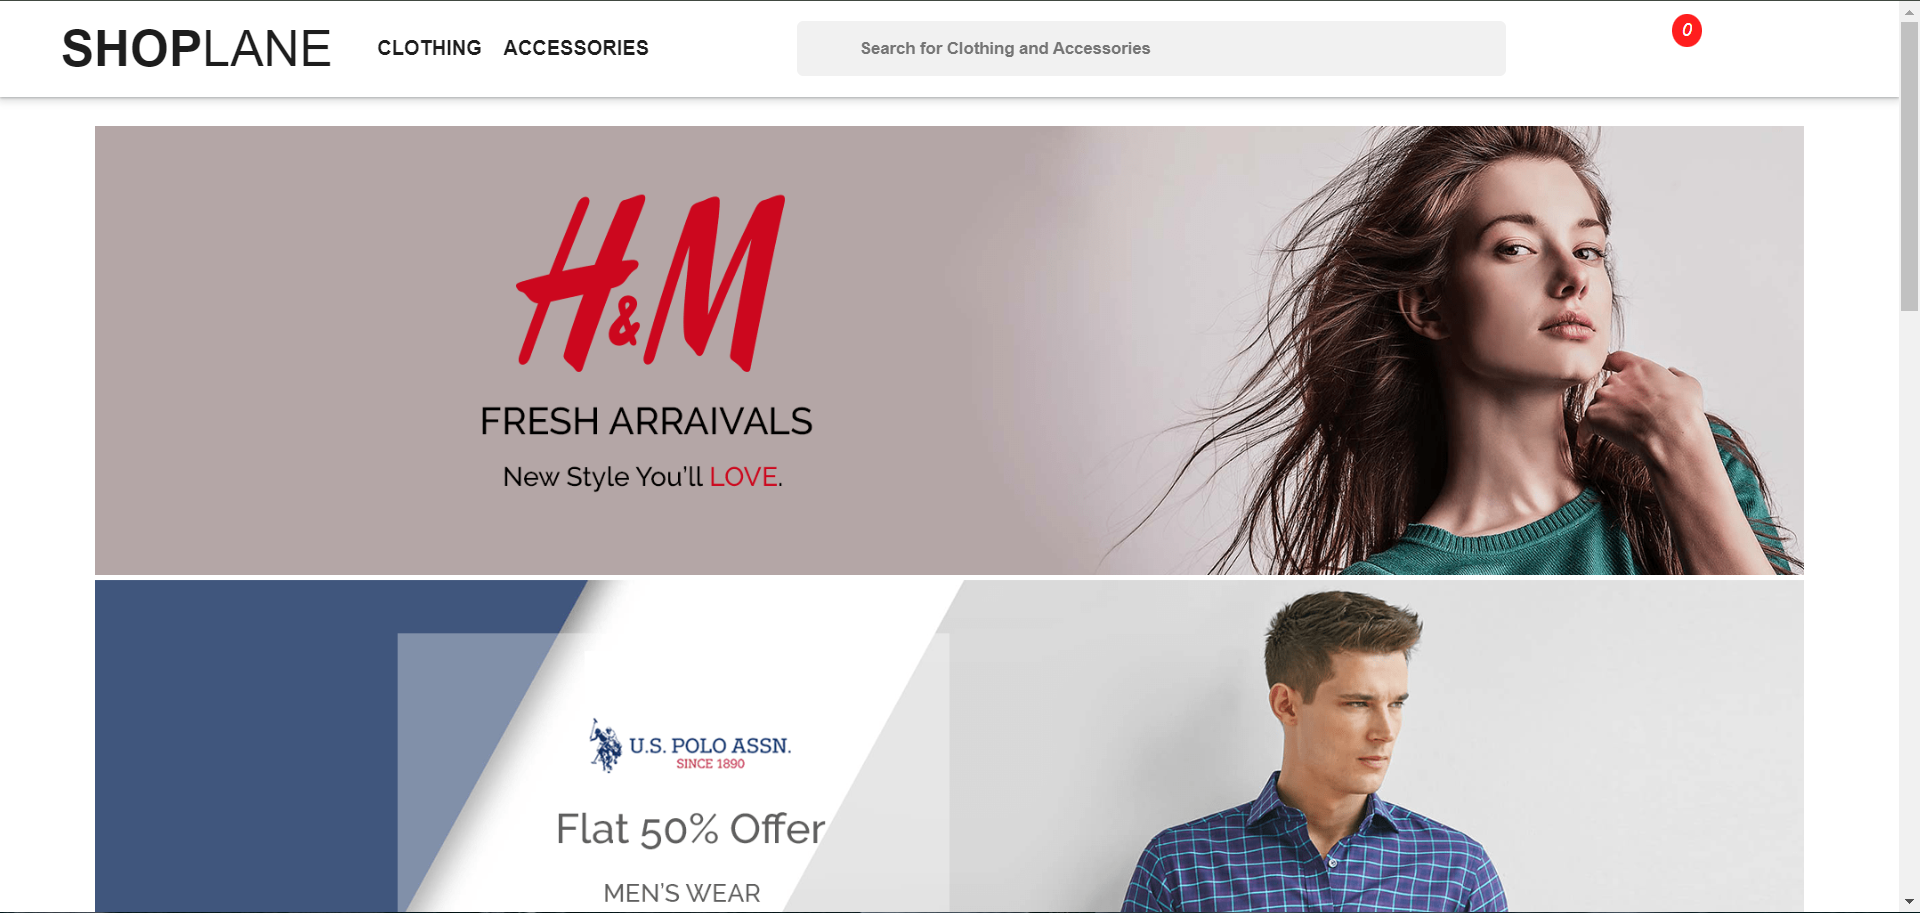 SHOPLANE CLOTHING ACCESSORIES Search for Clothing and Accessories 0
H&M
FRESH ARRAIVALS
New Style You'll LOVE.
U.S. POLO ASSN.
SINCE 1890
Flat 50% Offer
MEN'S WEAR